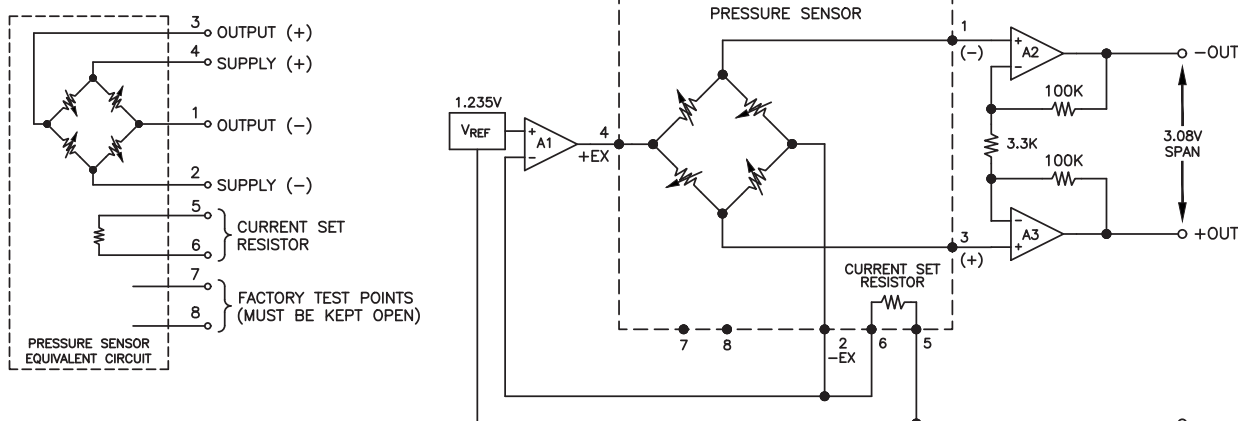 3 OUTPUT (+)
4 SUPPLY (+)
1 OUTPUT (−)
2 SUPPLY (−)
5
CURRENT SET
RESISTOR
6
7
FACTORY TEST POINTS
(MUST BE KEPT OPEN)
8
PRESSURE SENSOR
EQUIVALENT CIRCUIT
PRESSURE SENSOR
1.235V
VREF
+
−
A1
4
+EX
1
(−)
+
−
A2
−OUT
100K
3.3K
3.08V
SPAN
100K
−
+
A3
+OUT
3
(+)
CURRENT SET
RESISTOR
7
8
2
−EX
6
5